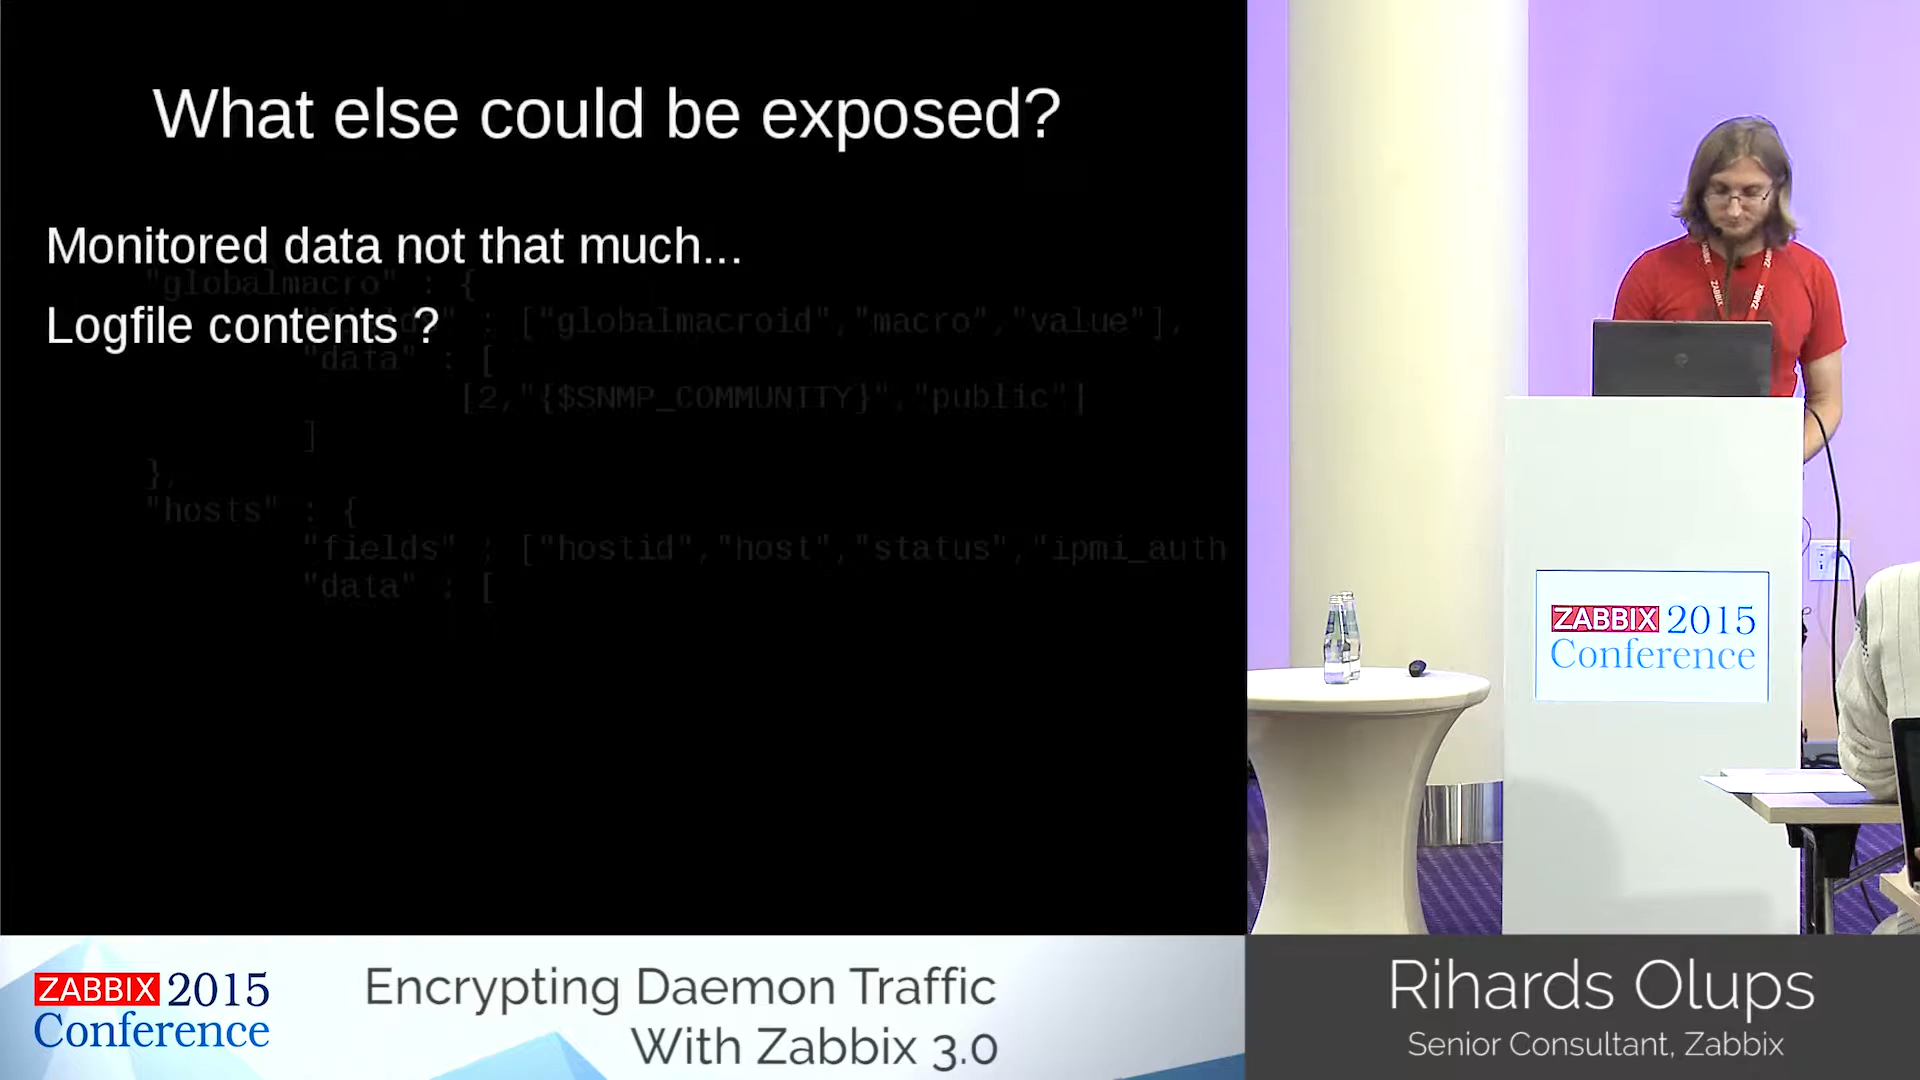 What else could be exposed?
Monitored data not that much...
"globalmacro" : {
Logfile contents ?
: ["globalmacroid","macro","value"],
"data" : [
[2,"{$SNMP_COMMUNITY}","public"]
]
},
"hosts" : {
"fields" : ["hostid","host","status","ipmi_auth
"data" : [
ZABBIX
ZABBIX
ZABBIX 2015
Conference
ZABBIX 2015
Conference
Encrypting Daemon Traffic
With Zabbix 3.0
Rihards Olups
Senior Consultant, Zabbix